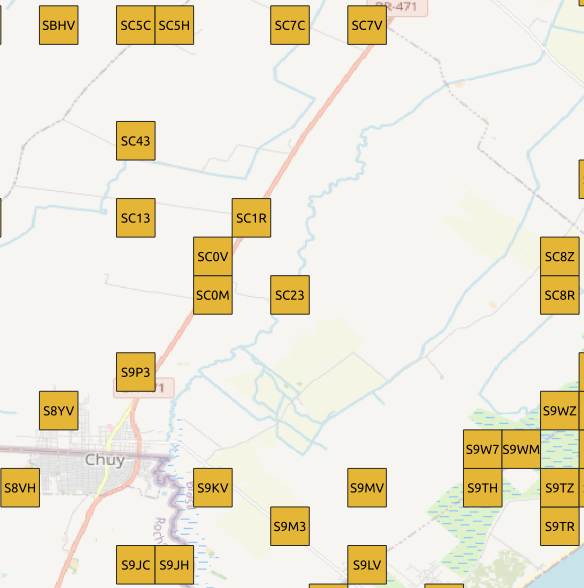 BR-471
SBHV SC5C SC5H SC7C SC7V
SC43
SC13 SC1R
SC0V SC8Z
SC0M SC23 SC8R
S9P3
71
S8YV S9WZ
S9W7 S9WM
Chuy
S8VH S9KV S9MV S9TH S9TZ
S9M3 S9TR
S9JC S9JH S9LV